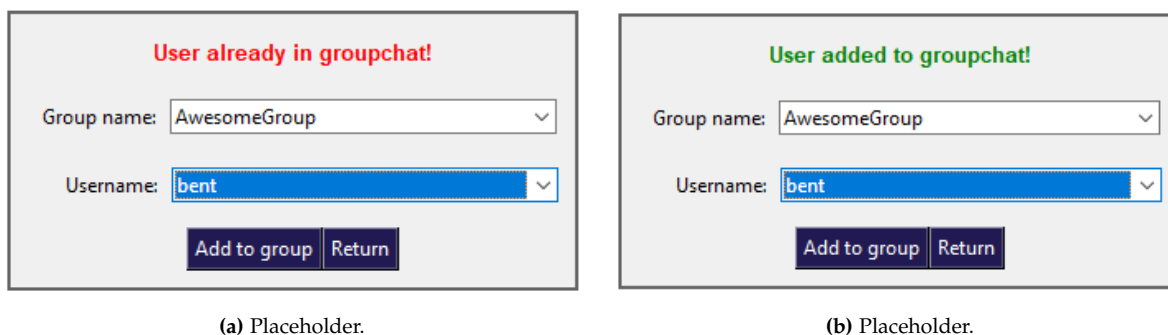 User already in groupchat!
Group name: AwesomeGroup
Username: bent
Add to group Return
(a) Placeholder.
User added to groupchat!
Group name: AwesomeGroup
Username: bent
Add to group Return
(b) Placeholder.